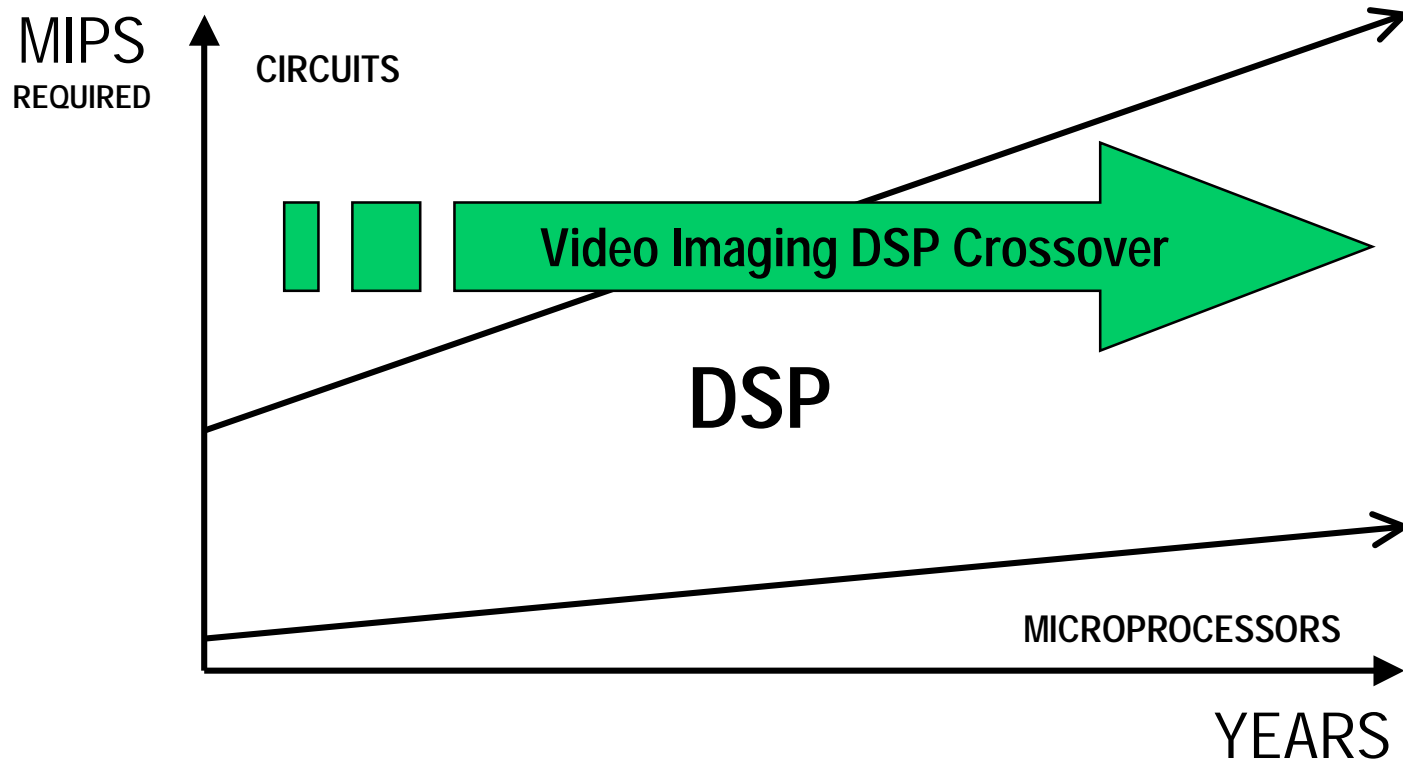 MIPS
REQUIRED
CIRCUITS
Video Imaging DSP Crossover
DSP
MICROPROCESSORS
YEARS